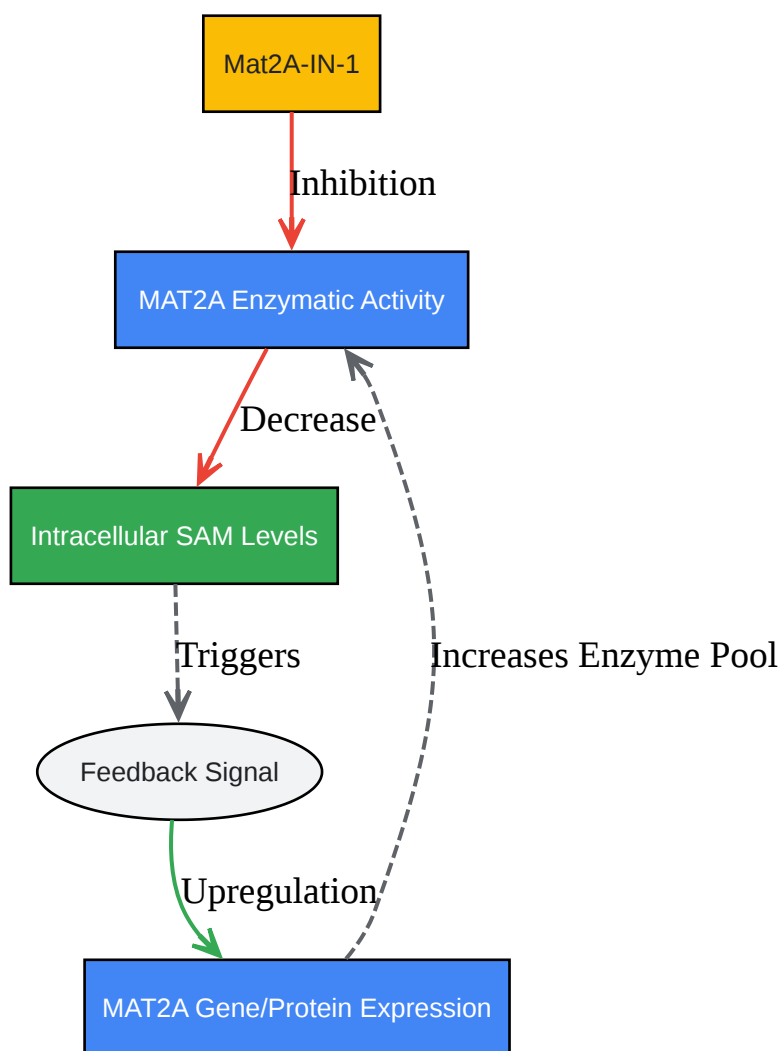 Mat2A-IN-1
Inhibition
MAT2A Enzymatic Activity
Decrease
Intracellular SAM Levels
Triggers
Increases Enzyme Pool
Feedback Signal
Upregulation
MAT2A Gene/Protein Expression